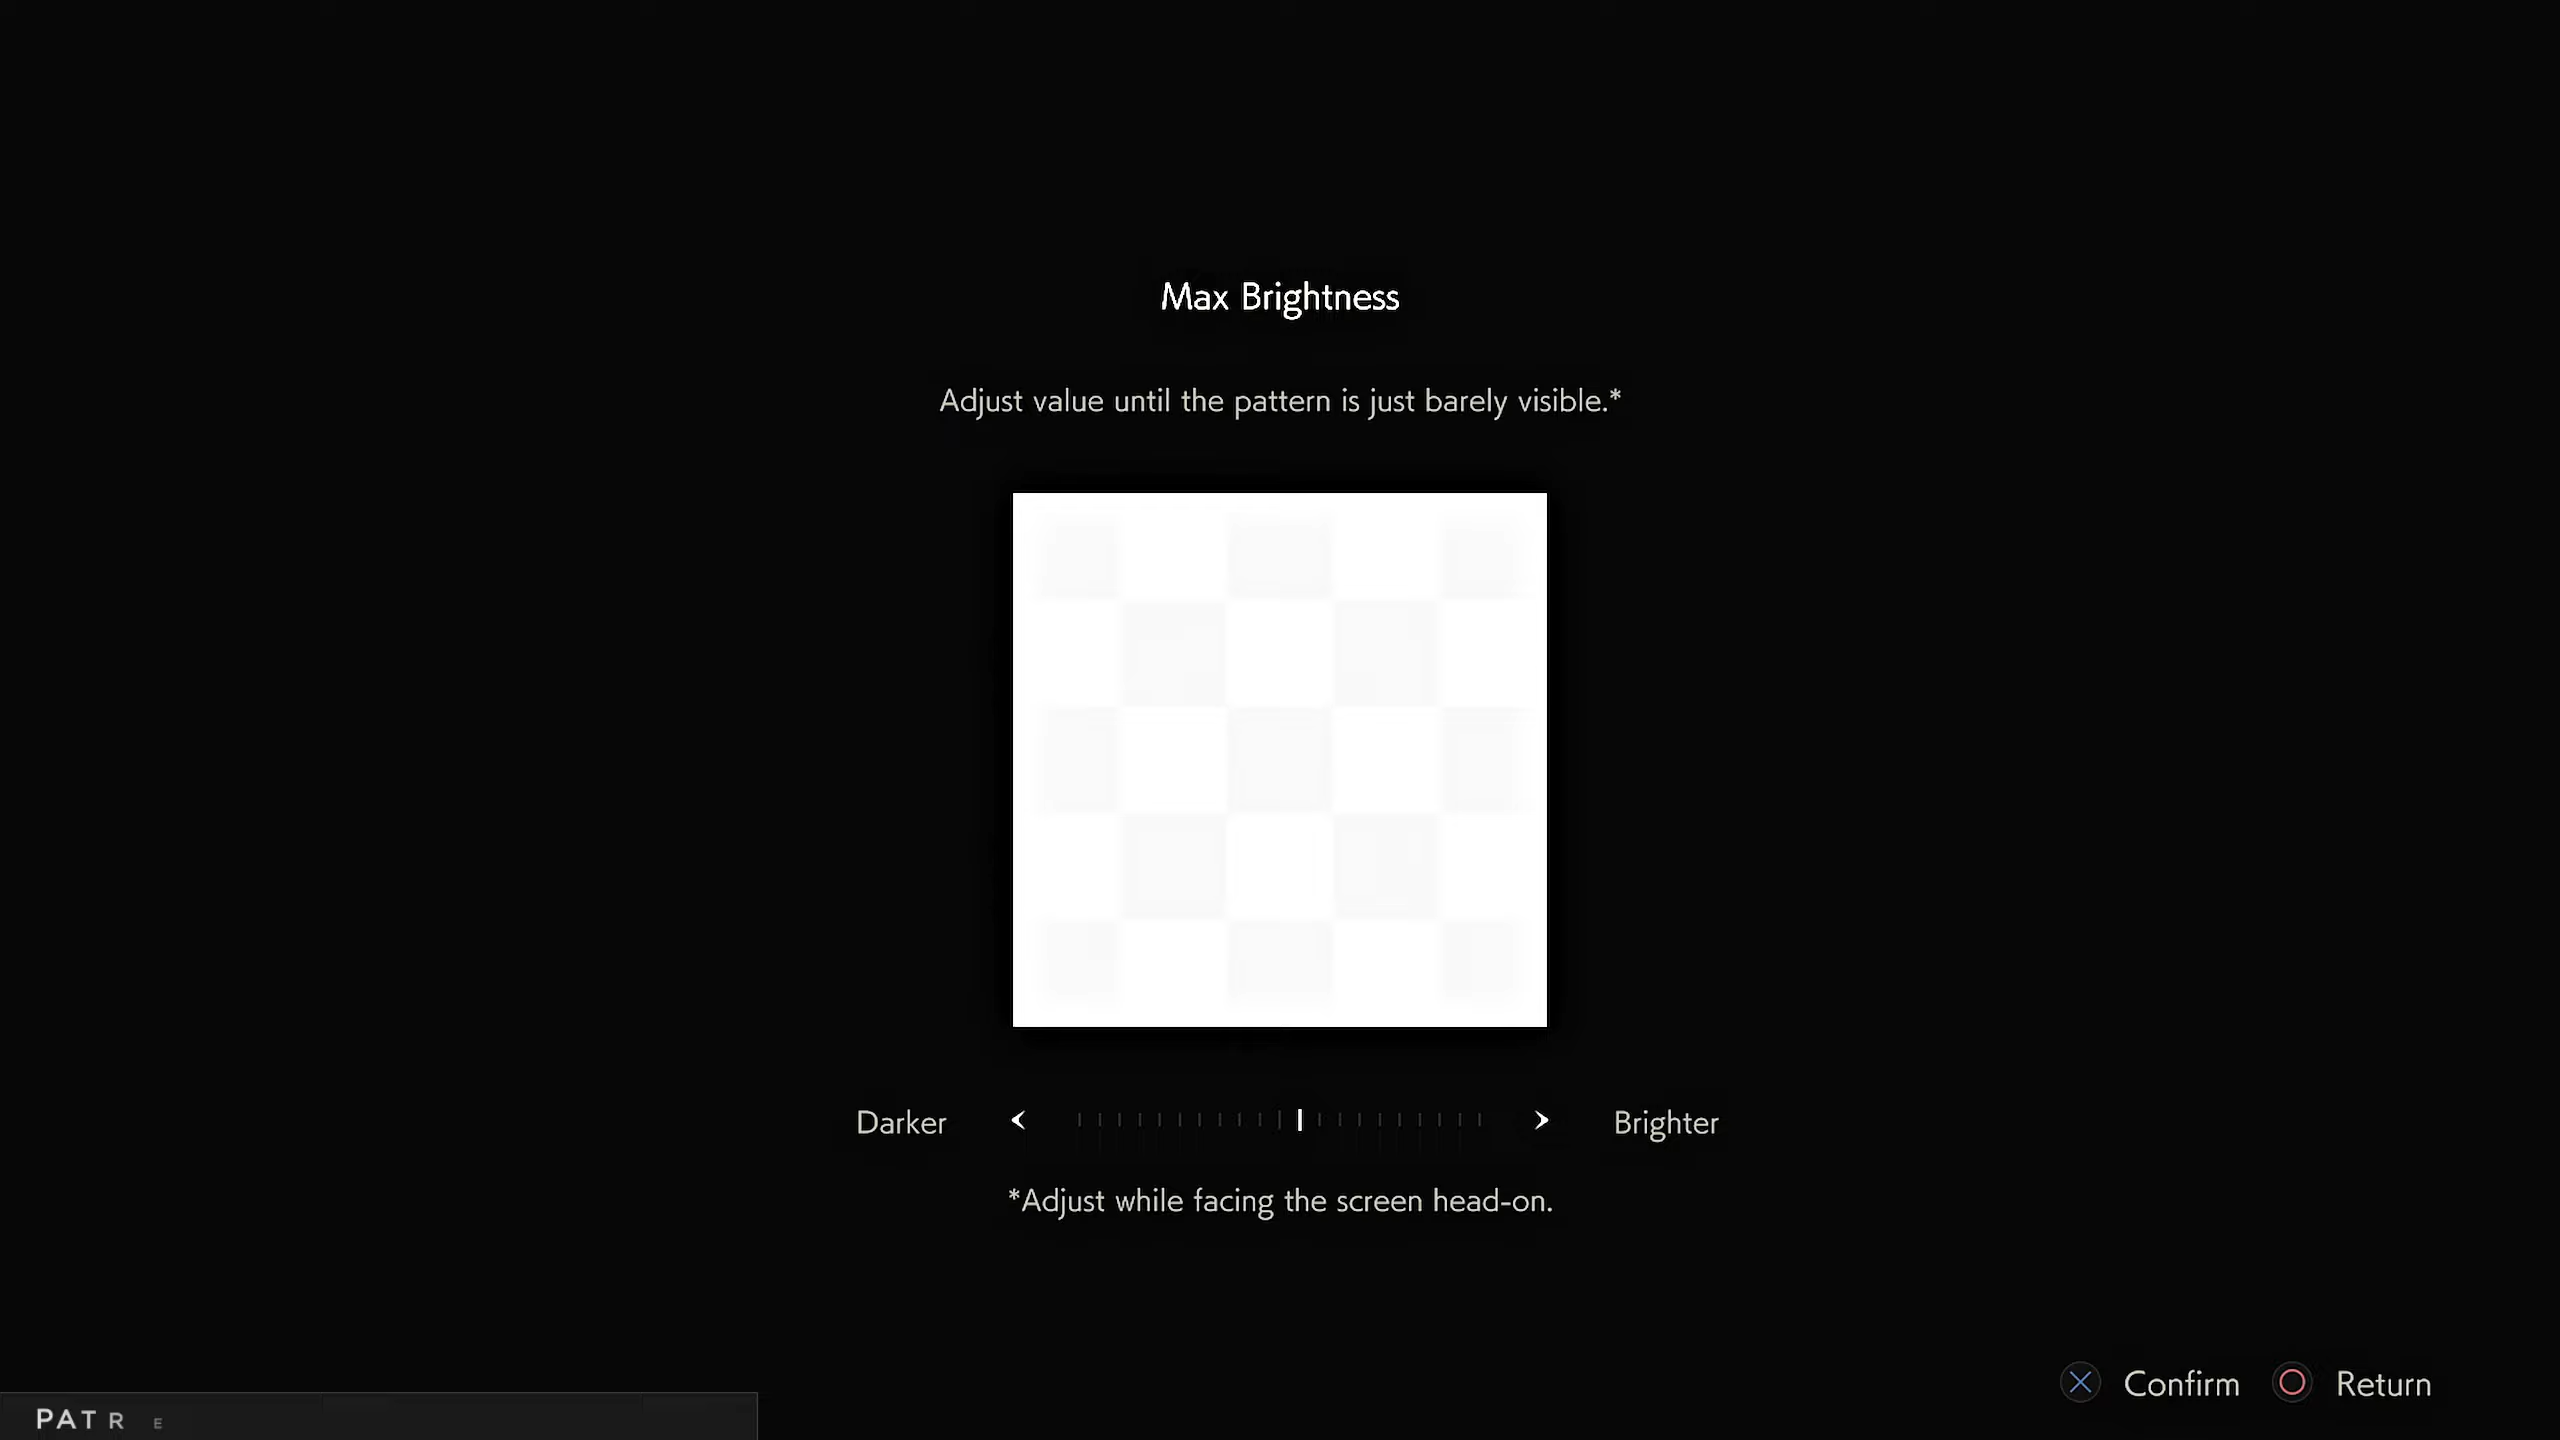 Max Brightness
Adjust value until the pattern is just barely visible.*
Darker
Brighter
*Adjust while facing the screen head-on.
Confirm
Return
PATR E